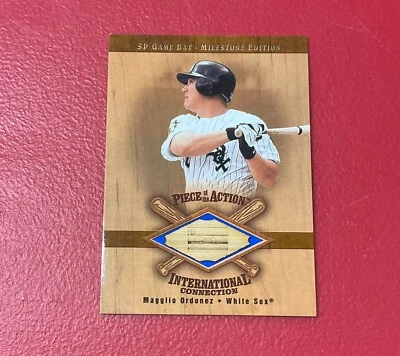 SP GAME BAT - MILESTONE EDITION
PIECE of the ACTION
INTERNATIONAL
CONNECTION
Magglio Ordonez • White Sox®